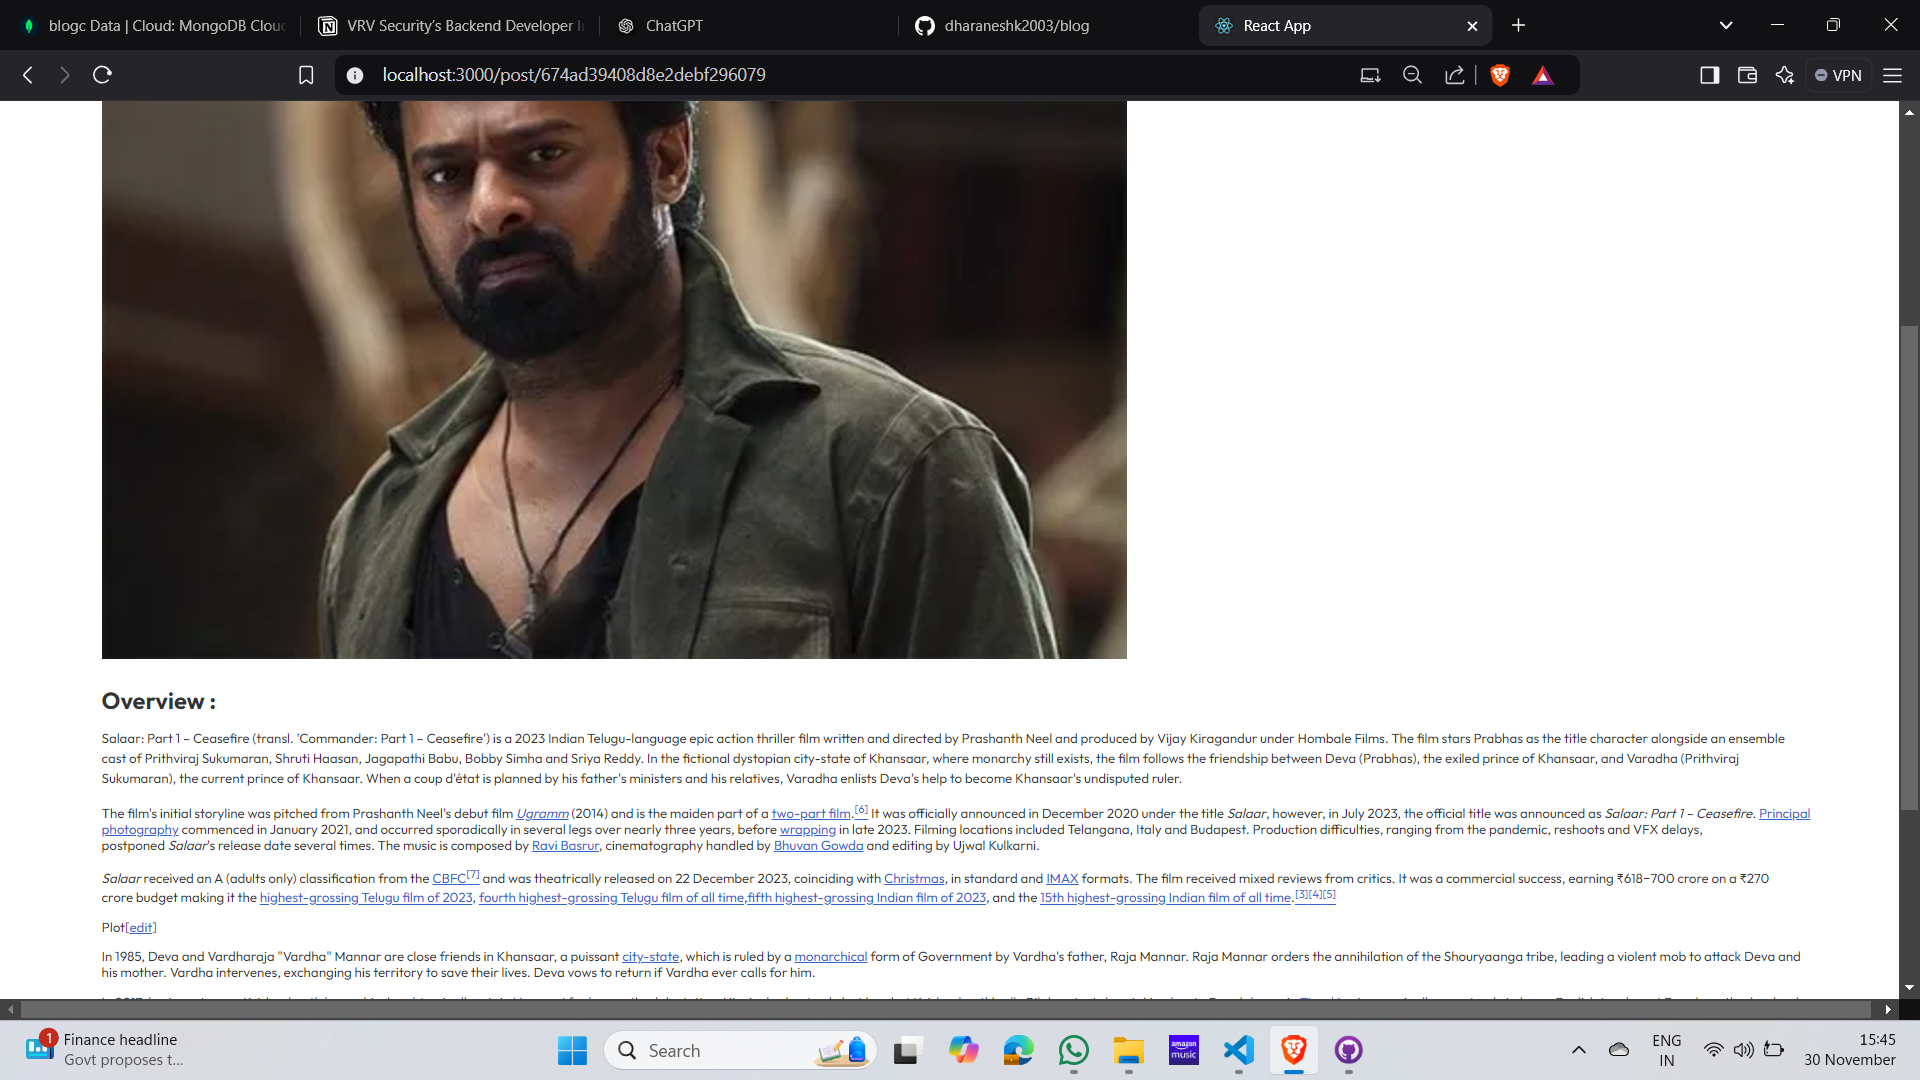 blogc Data | Cloud: MongoDB Clou
VRV Security's Backend Developer I
ChatGPT
dharaneshk2003/blog
React App
localhost:3000/post/674ad39408d8e2debf296079
VPN
Overview :
Salaar: Part 1 – Ceasefire (transl. 'Commander: Part 1 – Ceasefire') is a 2023 Indian Telugu-language epic action thriller film written and directed by Prashanth Neel and produced by Vijay Kiragandur under Hombale Films. The film stars Prabhas as the title character alongside an ensemble
cast of Prithviraj Sukumaran, Shruti Haasan, Jagapathi Babu, Bobby Simha and Sriya Reddy. In the fictional dystopian city-state of Khansaar, where monarchy still exists, the film follows the friendship between Deva (Prabhas), the exiled prince of Khansaar, and Varadha (Prithviraj
Sukumaran), the current prince of Khansaar. When a coup d'état is planned by his father's ministers and his relatives, Varadha enlists Deva's help to become Khansaar's undisputed ruler.
The film's initial storyline was pitched from Prashanth Neel's debut film Ugramm (2014) and is the maiden part of a two-part film.[6] It was officially announced in December 2020 under the title Salaar, however, in July 2023, the official title was announced as Salaar: Part 1 – Ceasefire. Principal
photography commenced in January 2021, and occurred sporadically in several legs over nearly three years, before wrapping in late 2023. Filming locations included Telangana, Italy and Budapest. Production difficulties, ranging from the pandemic, reshoots and VFX delays,
postponed Salaar's release date several times. The music is composed by Ravi Basrur, cinematography handled by Bhuvan Gowda and editing by Ujwal Kulkarni.
Salaar received an A (adults only) classification from the CBFC[7] and was theatrically released on 22 December 2023, coinciding with Christmas, in standard and IMAX formats. The film received mixed reviews from critics. It was a commercial success, earning ₹618–700 crore on a ₹270
crore budget making it the highest-grossing Telugu film of 2023, fourth highest-grossing Telugu film of all time,fifth highest-grossing Indian film of 2023, and the 15th highest-grossing Indian film of all time.[3][4][5]
Plot[edit]
In 1985, Deva and Vardharaja "Vardha" Mannar are close friends in Khansaar, a puissant city-state, which is ruled by a monarchical form of Government by Vardha's father, Raja Mannar. Raja Mannar orders the annihilation of the Shouryaanga tribe, leading a violent mob to attack Deva and
his mother. Vardha intervenes, exchanging his territory to save their lives. Deva vows to return if Vardha ever calls for him.
1
Finance headline
Govt proposes t...
Search
amazon
music
ENG
IN
15:45
30 November